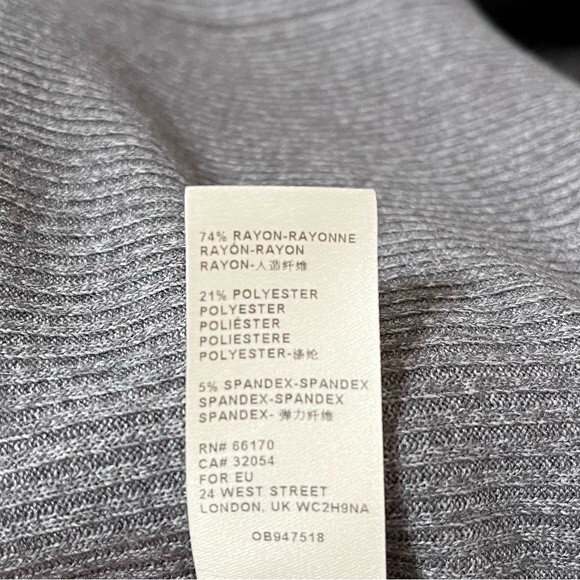 74% RAYON-RAYONNE
RAYÓN-RAYON
RAYON-人造纤维
21% POLYESTER
POLYESTER
POLIÉSTER
POLIESTERE
POLYESTER-涤纶
5% SPANDEX-SPANDEX
SPANDEX-SPANDEX
SPANDEX- 弹力纤维
RN# 66170
CA# 32054
FOR EU
24 WEST STREET
LONDON, UK WC2H9NA
OB947518